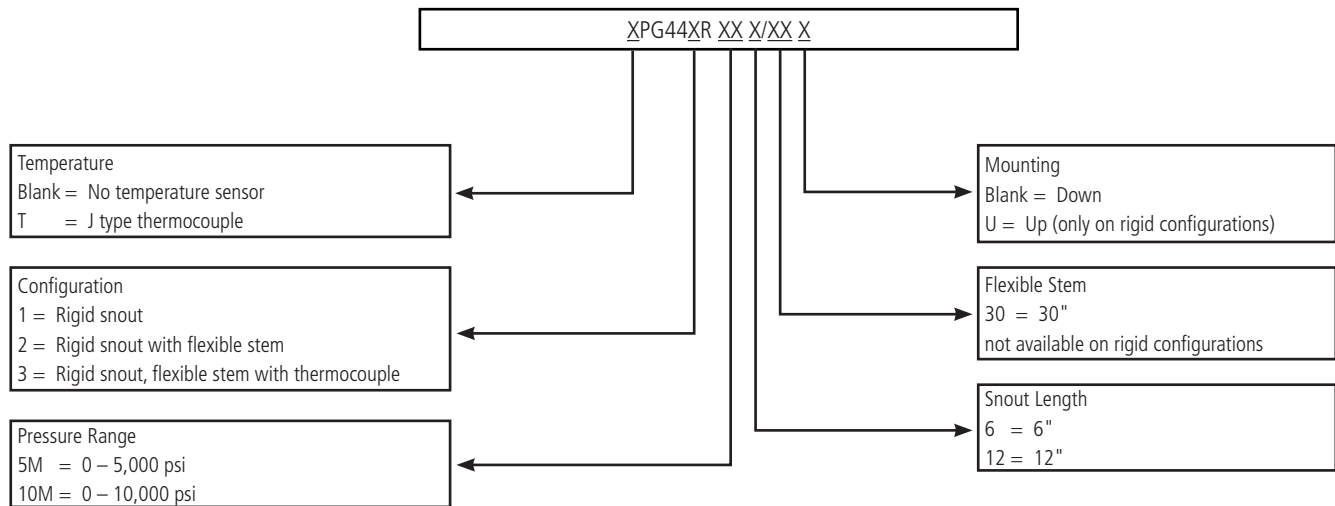 XPG44XR XX X/XX X
Temperature
Blank = No temperature sensor
T = J type thermocouple
Configuration
1 = Rigid snout
2 = Rigid snout with flexible stem
3 = Rigid snout, flexible stem with thermocouple
Pressure Range
5M = 0 – 5,000 psi
10M = 0 – 10,000 psi
Mounting
Blank = Down
U = Up (only on rigid configurations)
Flexible Stem
30 = 30"
not available on rigid configurations
Snout Length
6 = 6"
12 = 12"